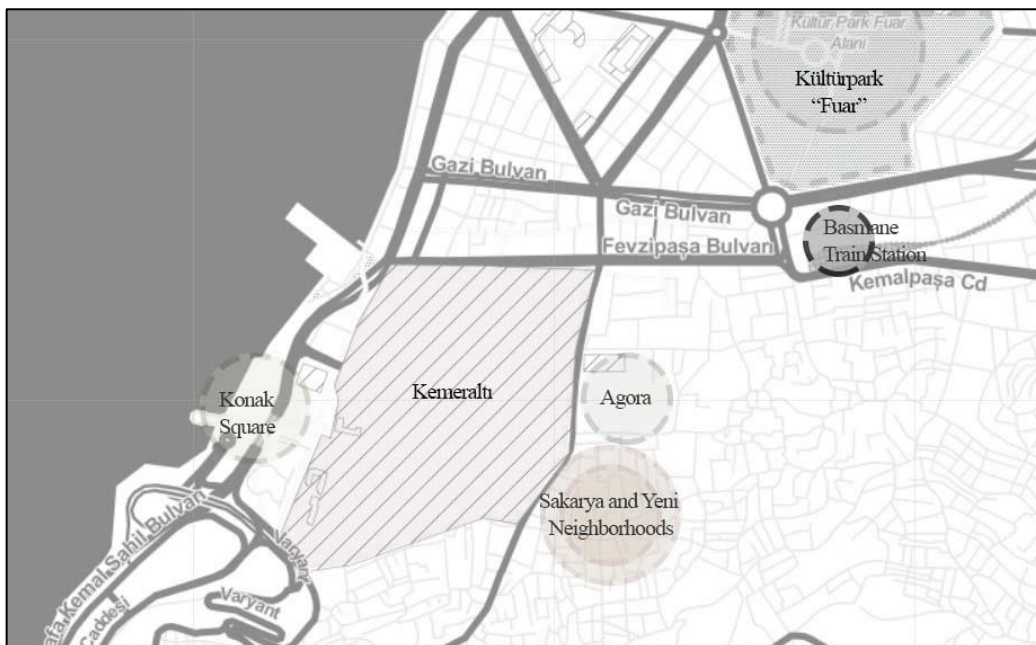 Kültür Park Fuar
Alanı
Kültürpark
“Fuar”
Gazi Bulvarı
Gazi Bulvarı
Basmane
Train Station
Fevzipaşa Bulvarı
Kemalpaşa Cd
Konak
Square
Kemeraltı
Agora
Sakarya and Yeni
Neighborhoods
afa Kemal Sahil Bulvarı
Caddesi
Varyant
Varyant